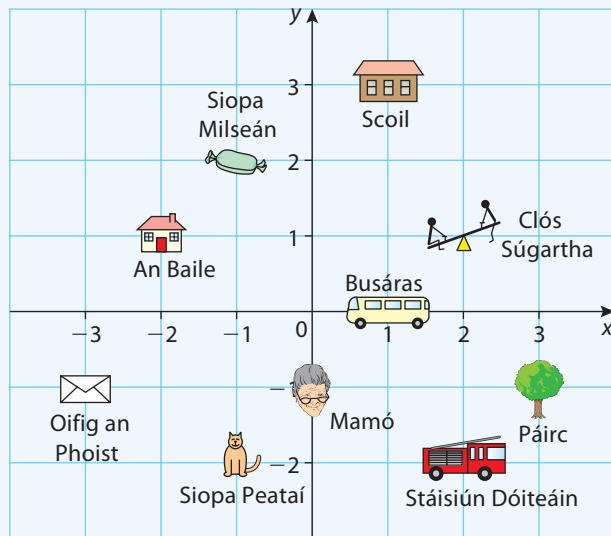 y
3
Scoil
Siopa
Milseán
2
1
Clós
Súgartha
An Baile
Busáras
−3
−2
−1
0
1
2
3
x
−1
Oifig an
Phoist
Mamó
Páirc
−2
Siopa Peataí
Stáisiún Dóiteáin